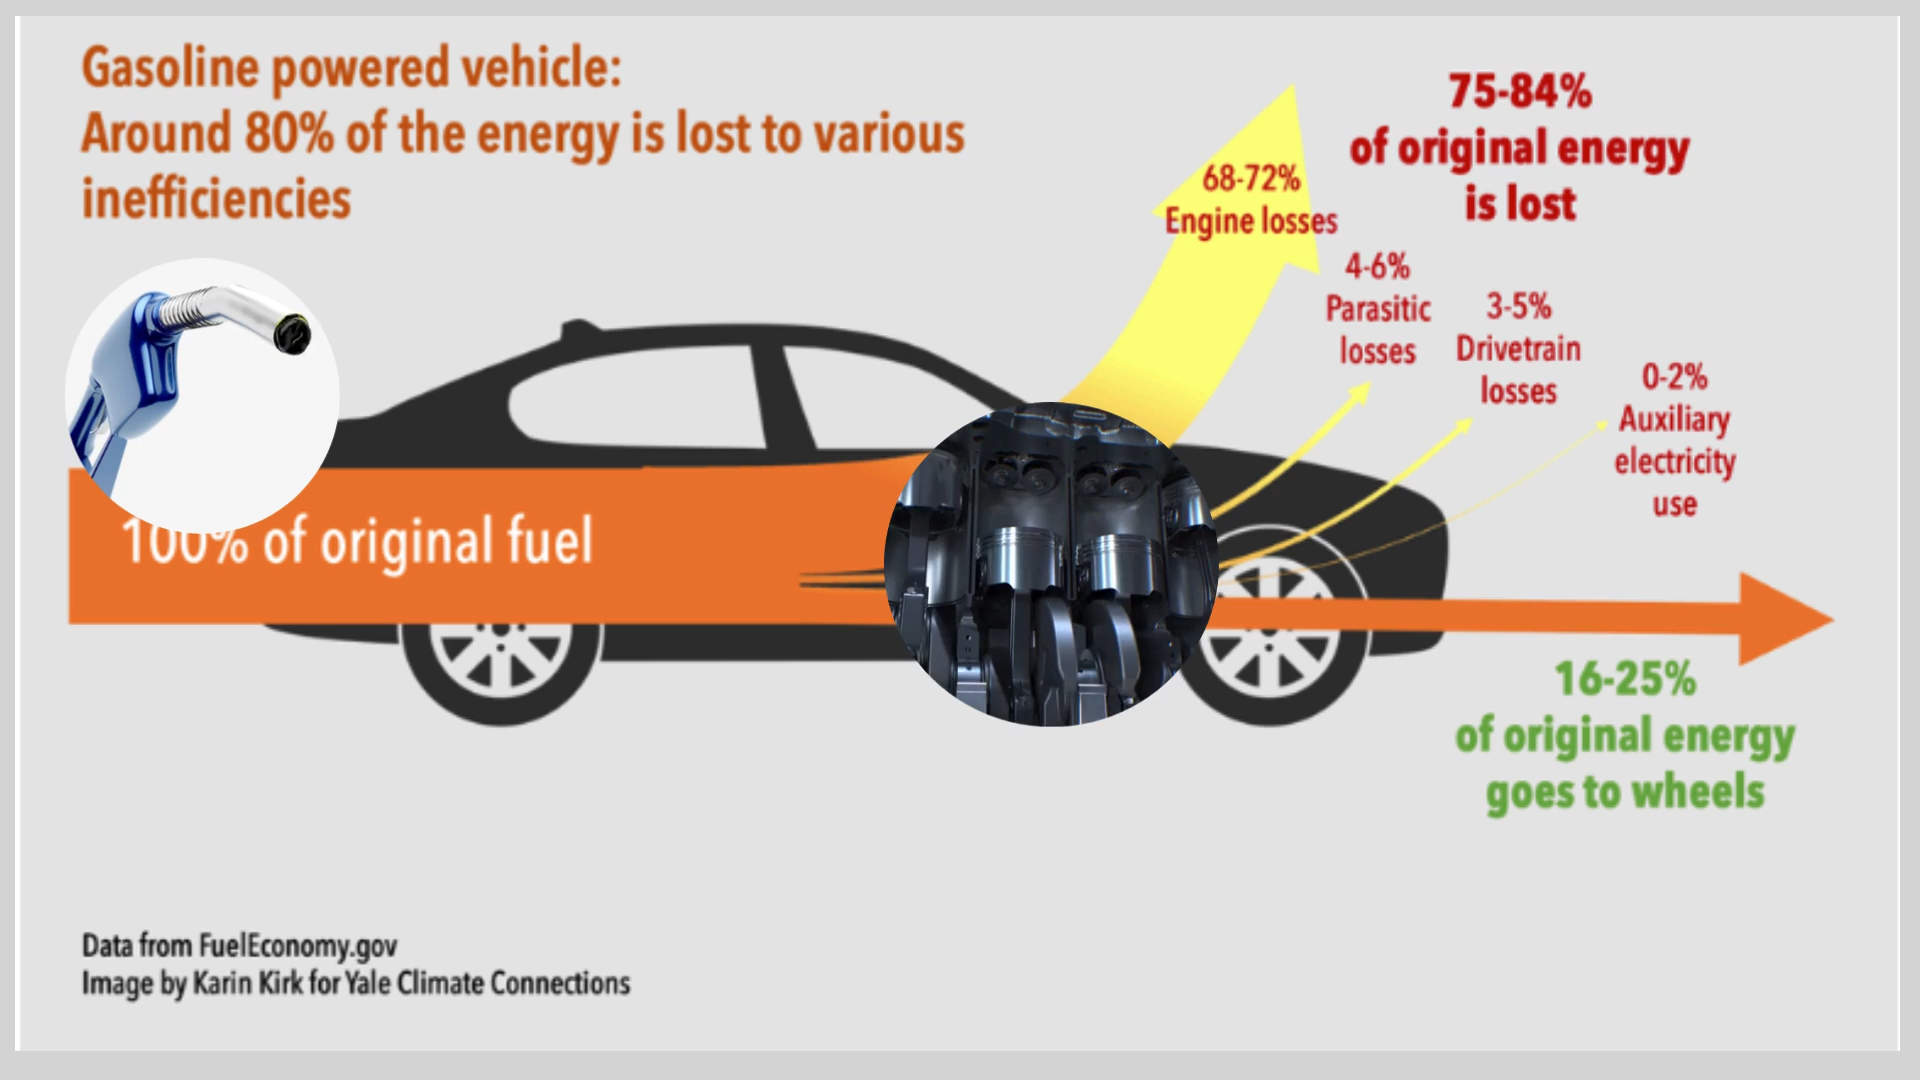 Gasoline powered vehicle:
Around 80% of the energy is lost to various
inefficiencies
75-84%
of original energy
is lost
68-72%
Engine losses
4-6%
Parasitic
losses
3-5%
Drivetrain
losses
0-2%
Auxiliary
electricity
use
100% of original fuel
16-25%
of original energy
goes to wheels
Data from FuelEconomy.gov
Image by Karin Kirk for Yale Climate Connections